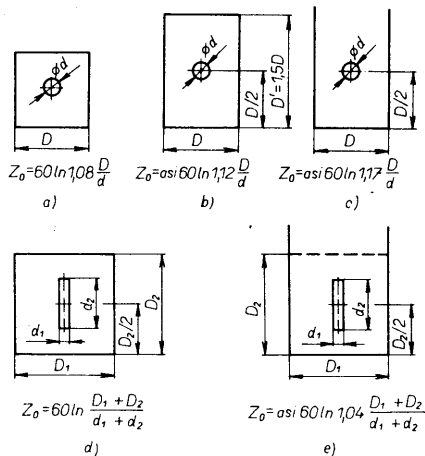 ϕd
D
Z₀=60 ln 1,08 D/d
a)
ϕd
D/2
D'=1,5D
D
Z₀=asi 60 ln 1,12 D/d
b)
ϕd
D/2
D
Z₀=asi 60 ln 1,17 D/d
c)
d₁
d₂
D₂/2
D₂
D₁
Z₀=60 ln (D₁ + D₂)/(d₁ + d₂)
d)
D₂
d₁
d₂
D₂/2
D₁
Z₀=asi 60 ln 1,04 (D₁ + D₂)/(d₁ + d₂)
e)